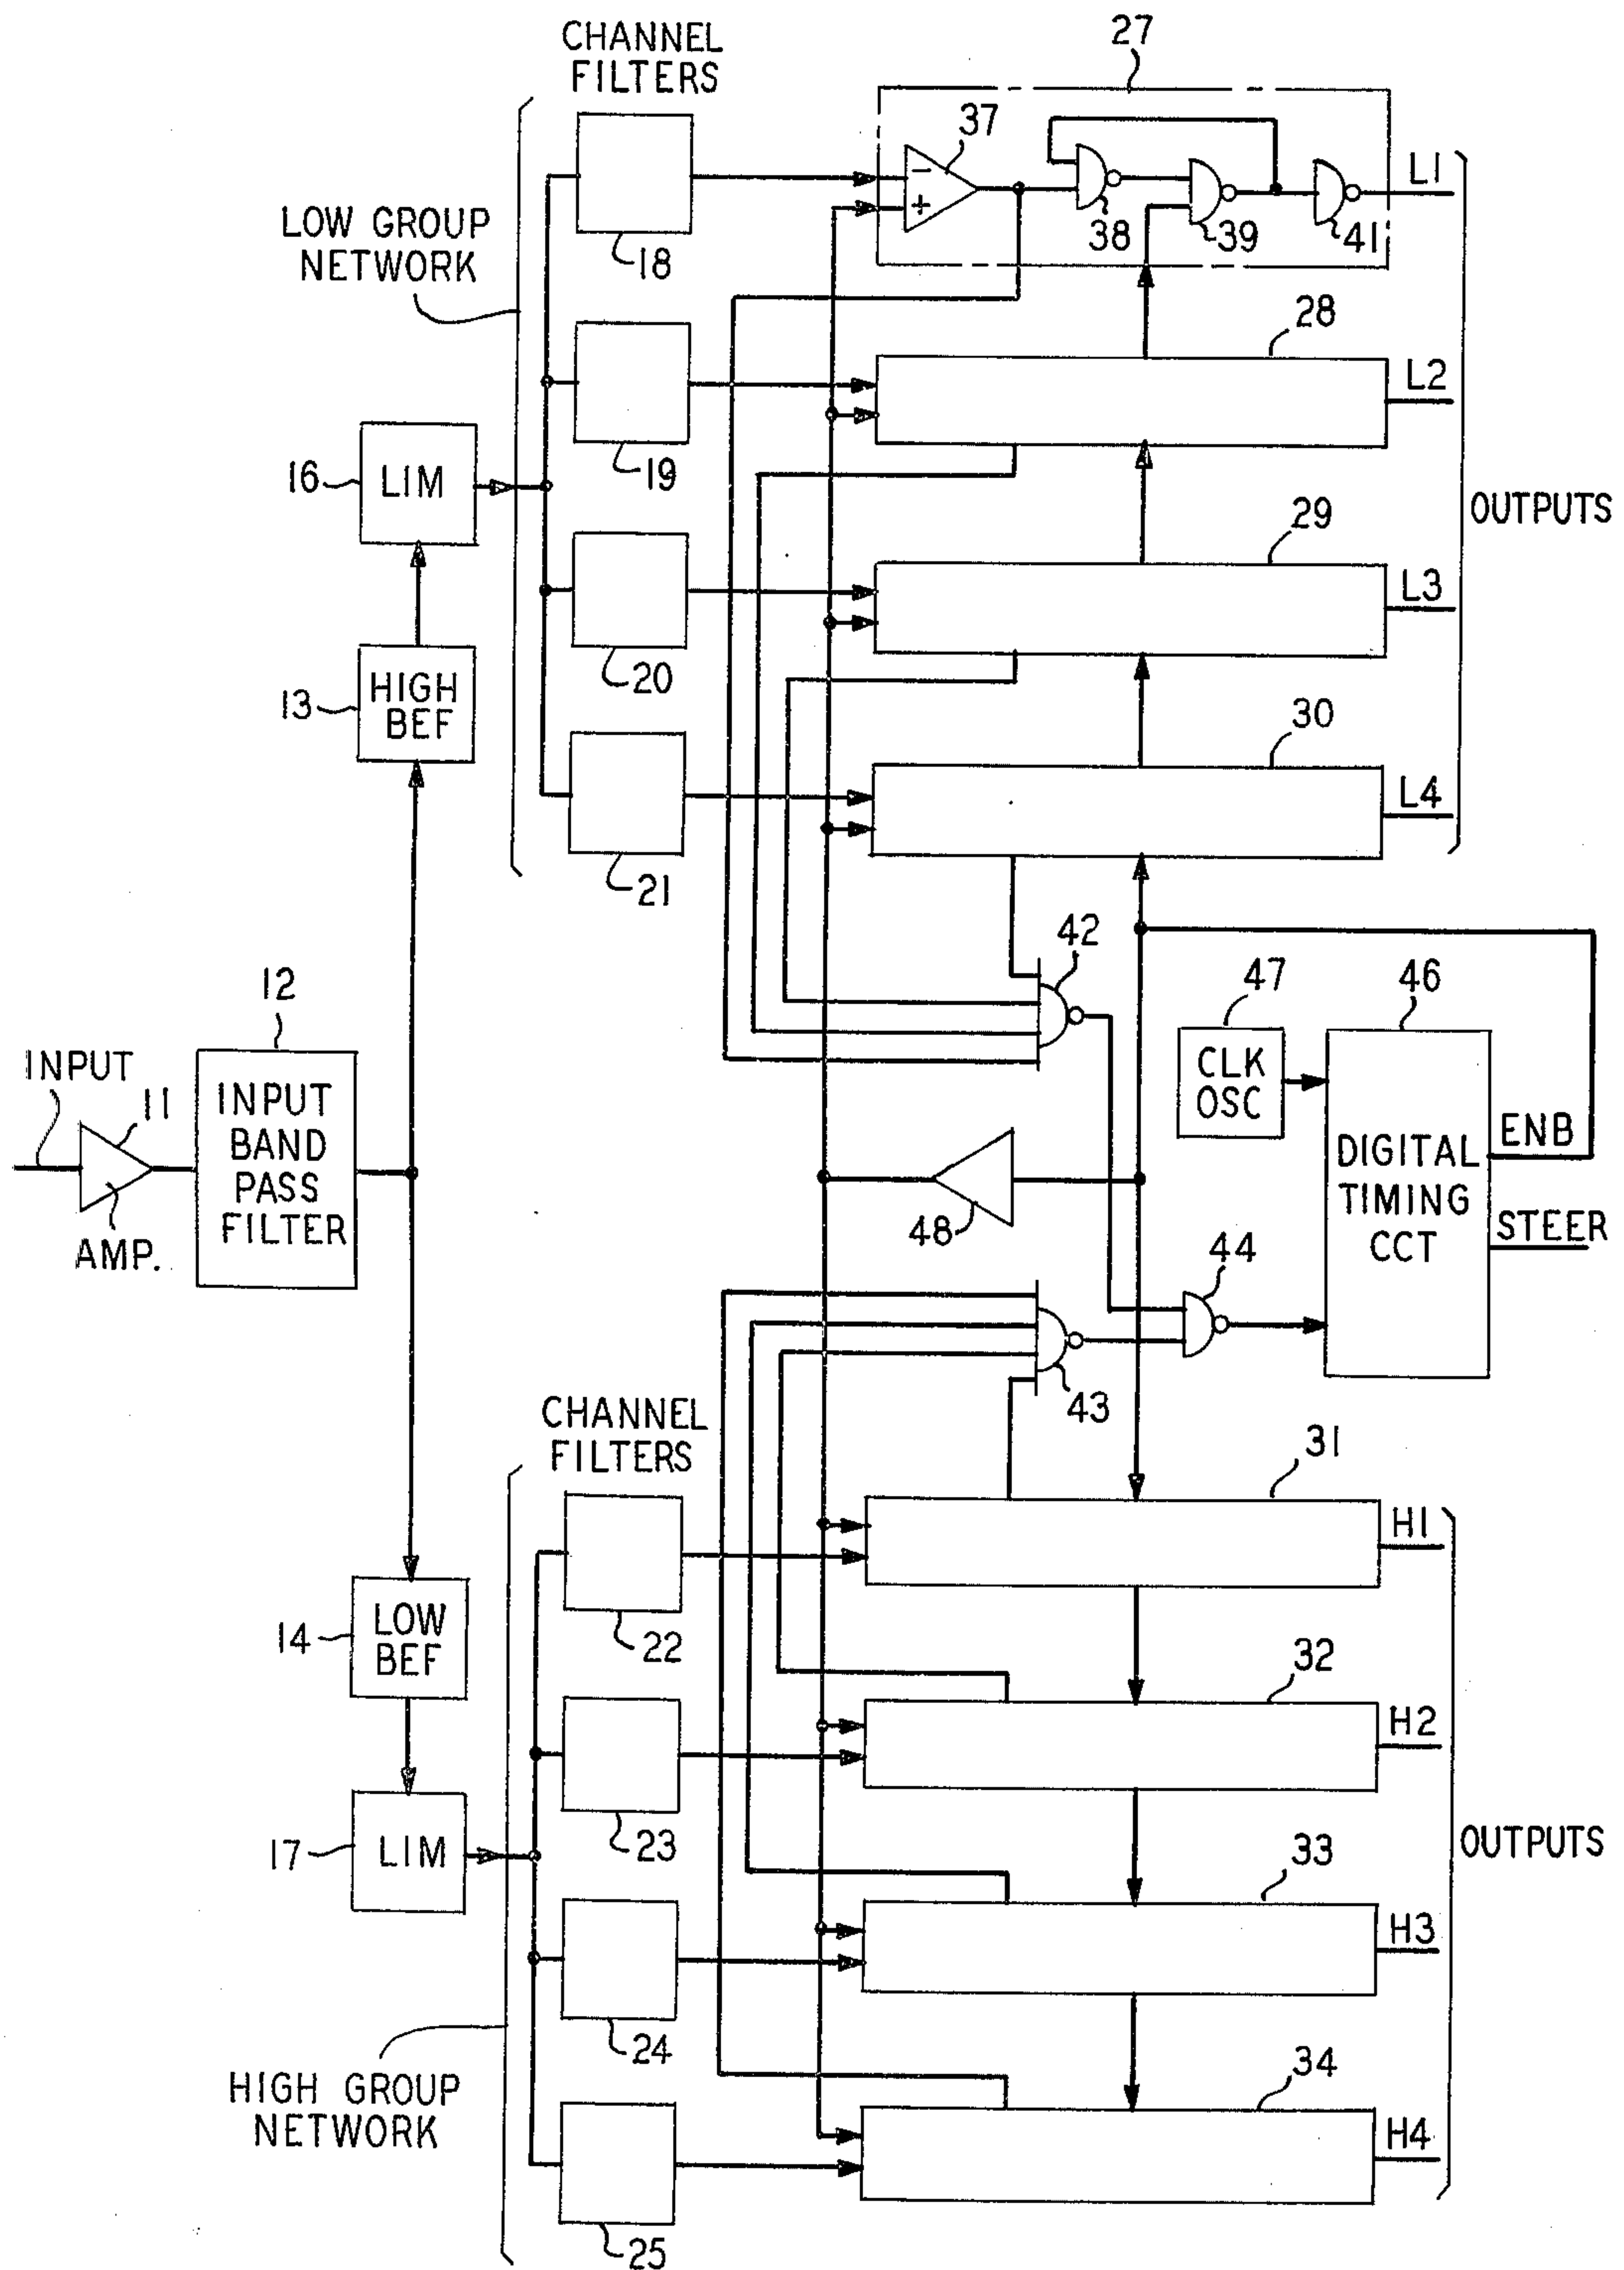 CHANNEL
FILTERS
27
37
−
+
38
39
41
L1
LOW GROUP
NETWORK
18
28
L2
19
16
LIM
OUTPUTS
29
L3
20
13
HIGH
BEF
30
L4
21
42
12
47
46
INPUT
11
INPUT
BAND
PASS
FILTER
AMP.
CLK
OSC
DIGITAL
TIMING
CCT
ENB
STEER
48
44
43
CHANNEL
FILTERS
31
H1
22
14
LOW
BEF
32
H2
23
17
LIM
OUTPUTS
33
H3
24
HIGH GROUP
NETWORK
34
H4
25